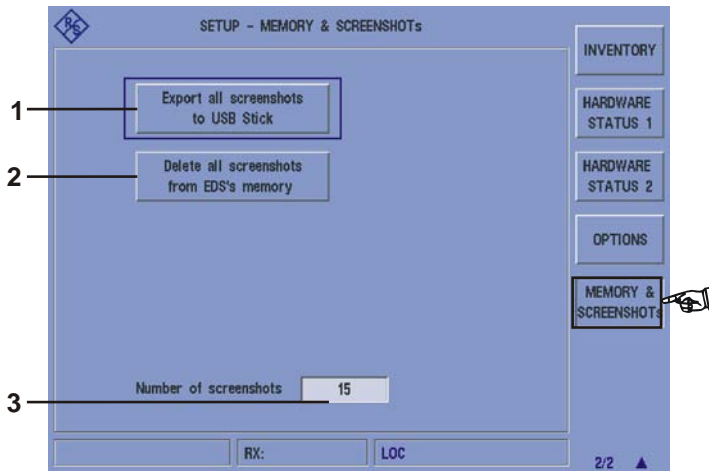 R&S
SETUP - MEMORY & SCREENSHOTs
INVENTORY
1
Export all screenshots
to USB Stick
HARDWARE
STATUS 1
2
Delete all screenshots
from EDS's memory
HARDWARE
STATUS 2
OPTIONS
MEMORY &
SCREENSHOTs
3
Number of screenshots 15
RX: LOC
2/2 ▲